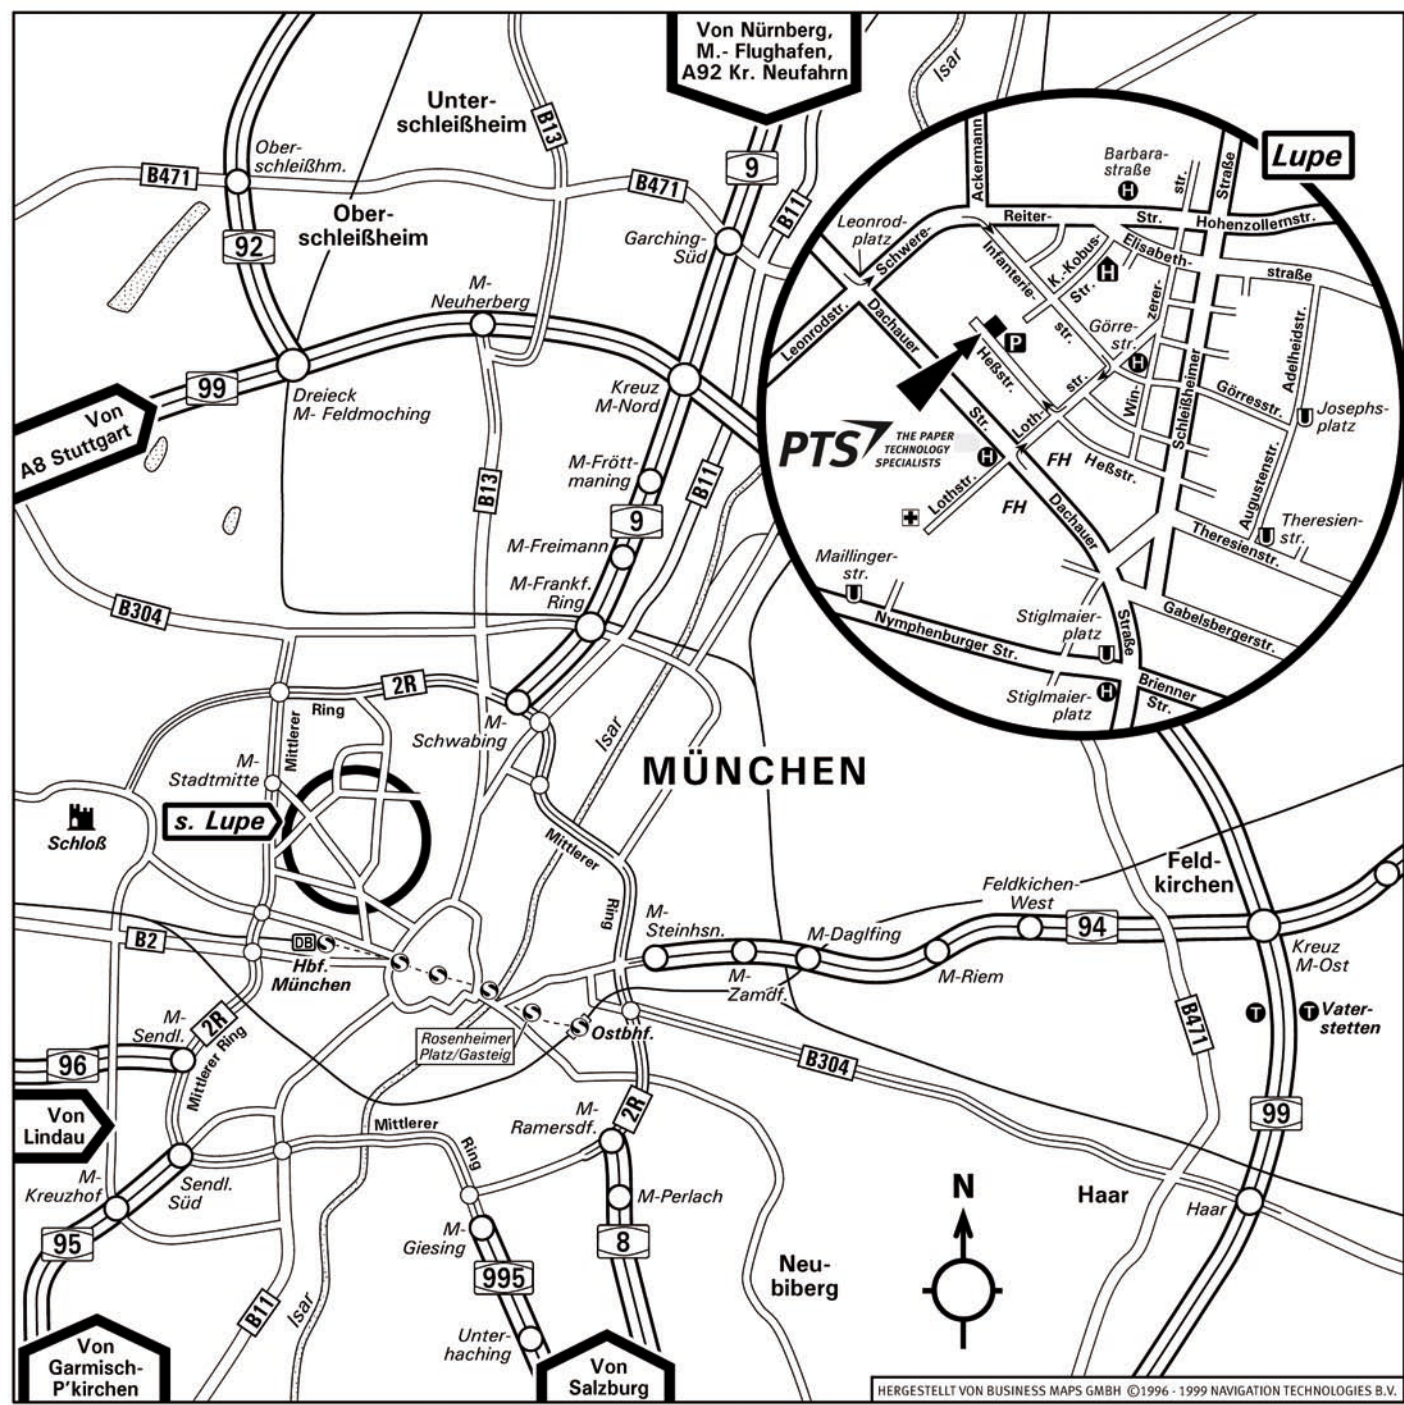 Von Nürnberg,
M.- Flughafen,
A92 Kr. Neufahrn
Isar
Unter-
schleißheim
B13
Ober-
schleißhm.
B471
B471
9
B11
Ober-
schleißheim
92
Garching-
Süd
M-
Neuherberg
99
Dreieck
M- Feldmoching
Kreuz
M-Nord
Von
A8 Stuttgart
B13
M-Frött-
maning
B11
9
M-Freimann
M-Frankf.
Ring
B304
2R
Ring
Mittlerer
M-
Schwabing
Isar
M-
Stadtmitte
MÜNCHEN
s. Lupe
Schloß
Mittlerer
Ring
Lupe
Ackermann
Barbara-
straße
H
str.
Straße
Leonrod-
platz
Schwere-
Reiter-
Str.
Hohenzollernstr.
Infanterie-
str.
K.-Kobus-
Str.
H
Elisabeth-
straße
Leonrodstr.
Dachauer
Str.
P
Heßstr.
Görre-
str.
H
zerer-
Win-
Schleißheimer
Adelheidstr.
Görresstr.
U
Josephs-
platz
PTS
THE PAPER
TECHNOLOGY
SPECIALISTS
Loth-
str.
H
FH
Heßstr.
Lothstr.
FH
Augustenstr.
U
Theresien-
str.
Dachauer
Straße
Theresienstr.
Maillinger-
str.
U
Nymphenburger Str.
Stiglmaier-
platz
U
Gabelsbergerstr.
Stiglmaier-
platz
H
Brienner
Str.
Feld-
kirchen
Feldkichen-
West
94
M-
Steinhsn.
M-Daglfing
M-
Zamdf.
M-Riem
Kreuz
M-Ost
B2
DB
S
Hbf.
München
S
S
S
S
S
Ostbhf.
Rosenheimer
Platz/Gasteig
T
T
Vater-
stetten
B471
M-
Sendl.
2R
Mittlerer Ring
96
B304
99
Von
Lindau
Mittlerer
Ring
M-
Ramersdf.
2R
M-
Kreuzhof
Sendl.
Süd
M-Perlach
Haar
Haar
N
95
M-
Giesing
8
995
Neu-
biberg
B11
Isar
Unter-
haching
Von
Garmisch-
P'kirchen
Von
Salzburg
HERGESTELLT VON BUSINESS MAPS GMBH ©1996 - 1999 NAVIGATION TECHNOLOGIES B.V.